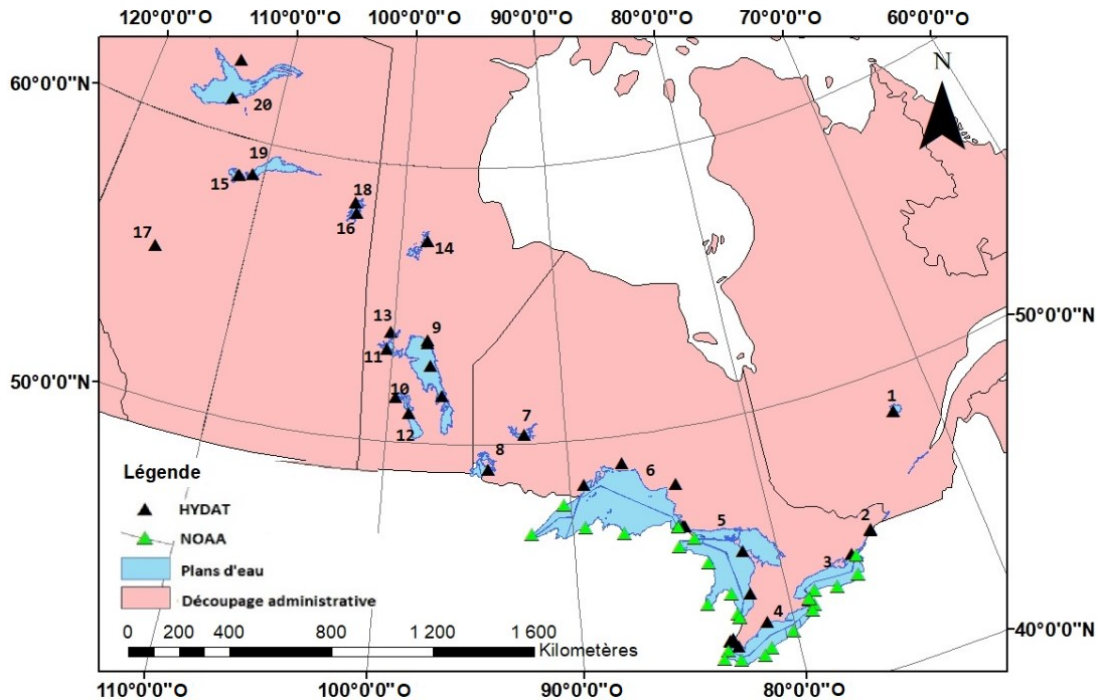 120°0'0"O 110°0'0"O 100°0'0"O 90°0'0"O 80°0'0"O 70°0'0"O 60°0'0"O
N
60°0'0"N
20
19
15
18
16
17
14
50°0'0"N
13
9
11
50°0'0"N
10
1
12
7
8
6
Légende
HYDAT
2
5
NOAA
3
Plans d'eau
Découpage administrative
4
40°0'0"N
0 200 400 800 1 200 1 600
Kilometères
110°0'0"O 100°0'0"O 90°0'0"O 80°0'0"O